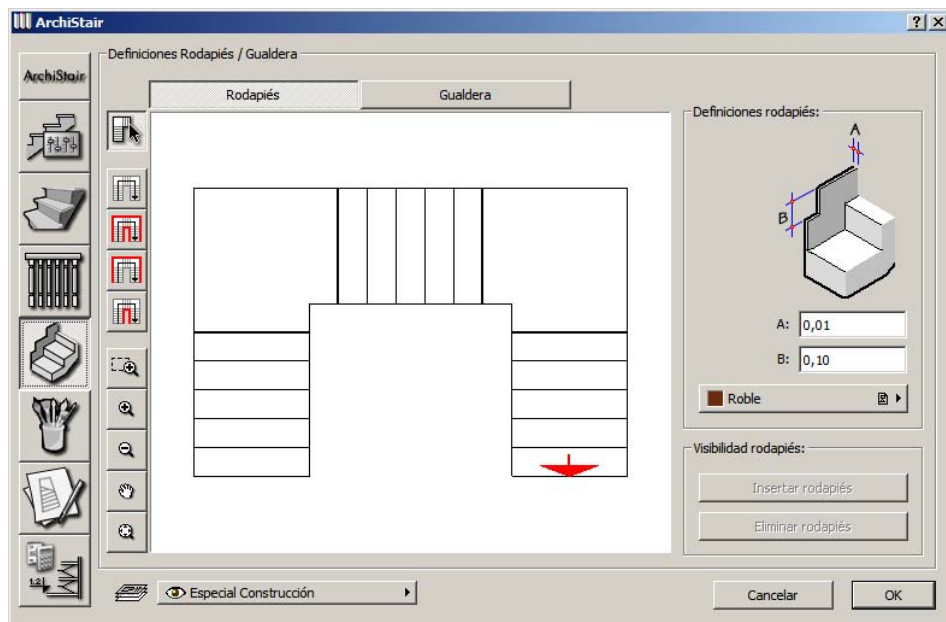 ArchiStair
Definiciones Rodapiés / Gualdera
ArchiStair
Rodapiés
Gualdera
Definiciones rodapiés:
A
B
A: 0,01
B: 0,10
Roble
Visibilidad rodapiés:
Insertar rodapiés
Eliminar rodapiés
1.2
Especial Construcción
Cancelar
OK